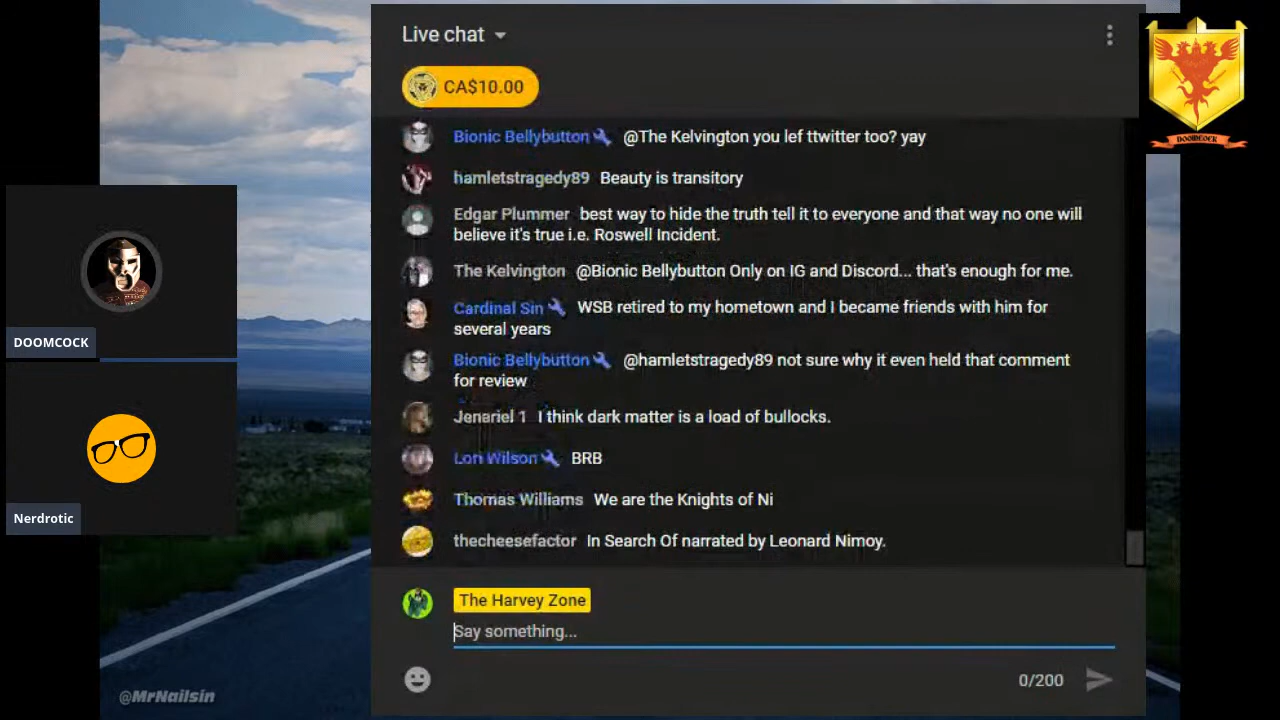 Live chat
CA$10.00
DOOMCOCK
Bionic Bellybutton @The Kelvington you lef ttwitter too? yay
hamletstragedy89 Beauty is transitory
Edgar Plummer best way to hide the truth tell it to everyone and that way no one will
believe it's true i.e. Roswell Incident.
The Kelvington @Bionic Bellybutton Only on IG and Discord... that's enough for me.
Cardinal Sin WSB retired to my hometown and I became friends with him for
several years
Bionic Bellybutton @hamletstragedy89 not sure why it even held that comment
for review
Jenariel 1 I think dark matter is a load of bullocks.
Lori Wilson BRB
Thomas Williams We are the Knights of Ni
thecheesefactor In Search Of narrated by Leonard Nimoy.
The Harvey Zone
Say something...
0/200
DOOMCOCK
Nerdrotic
@MrNailsin